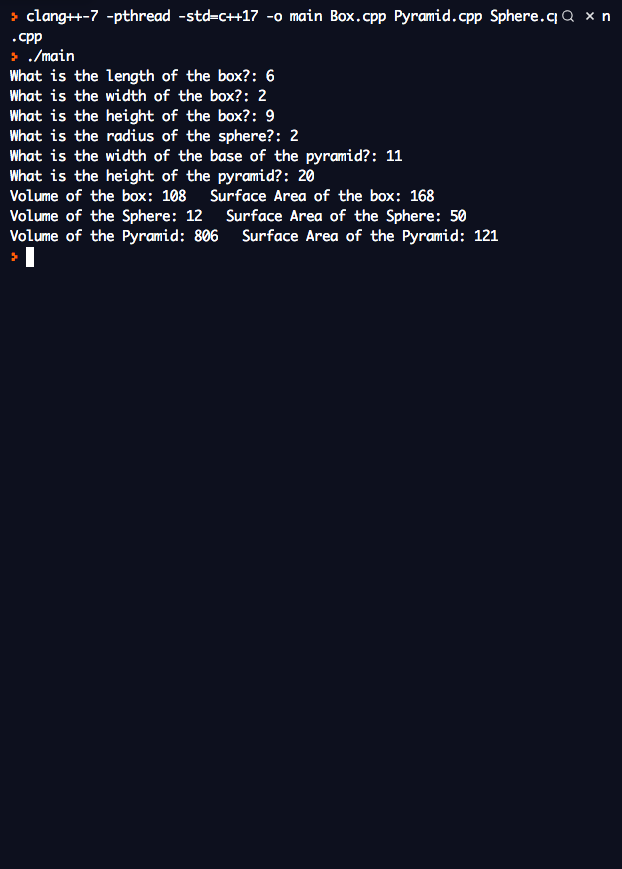 clang++-7 -pthread -std=c++17 -o main Box.cpp Pyramid.cpp Sphere.cp n
.cpp
./main
What is the length of the box?: 6
What is the width of the box?: 2
What is the height of the box?: 9
What is the radius of the sphere?: 2
What is the width of the base of the pyramid?: 11
What is the height of the pyramid?: 20
Volume of the box: 108   Surface Area of the box: 168
Volume of the Sphere: 12   Surface Area of the Sphere: 50
Volume of the Pyramid: 806   Surface Area of the Pyramid: 121